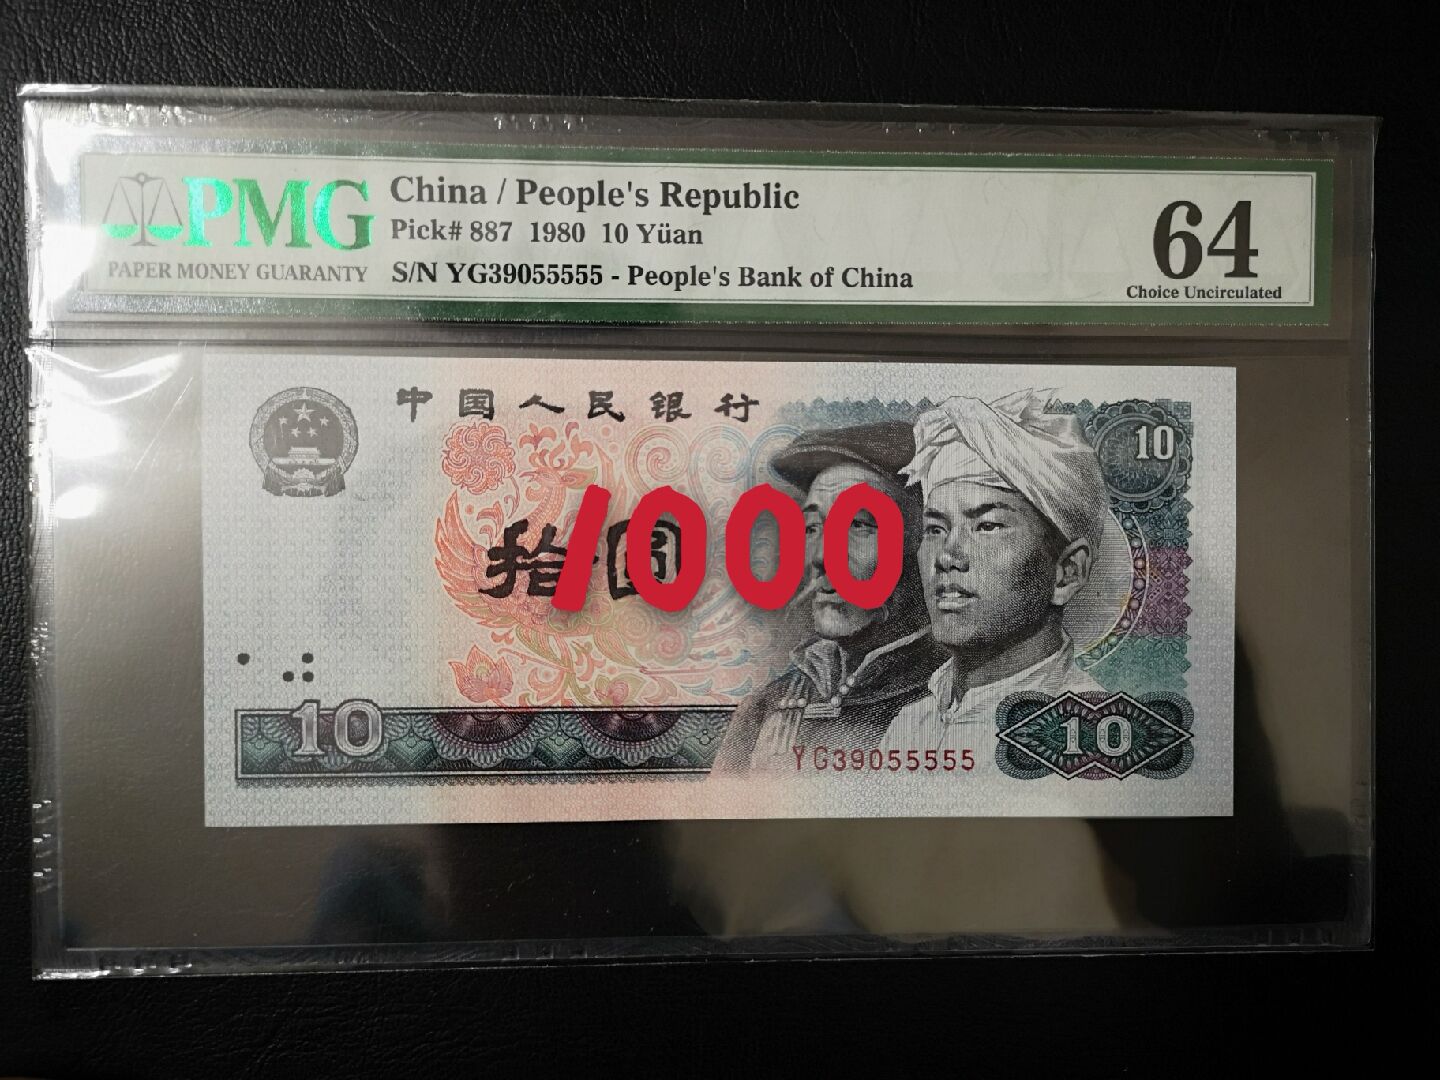 PMG
PAPER MONEY GUARANTY
China / People's Republic
Pick# 887 1980 10 Yüan
S/N YG39055555 - People's Bank of China
64
Choice Uncirculated
中国人民银行
10
拾圆
1000
10
YG39055555
10